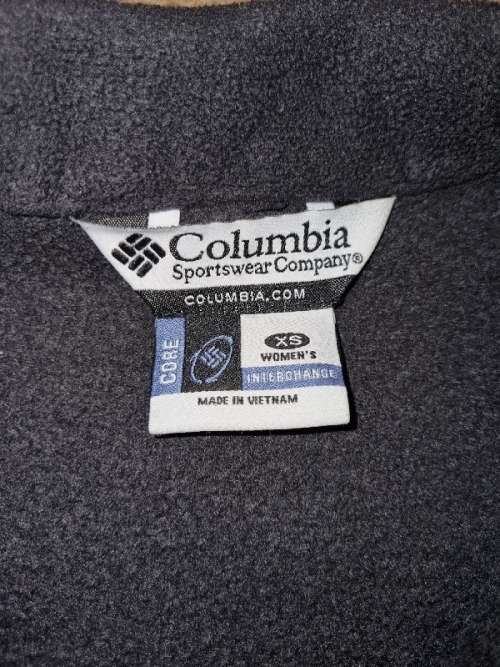 Columbia
Sportswear Company®
COLUMBIA.COM
CORE
XS
WOMEN'S
INTERCHANGE
MADE IN VIETNAM